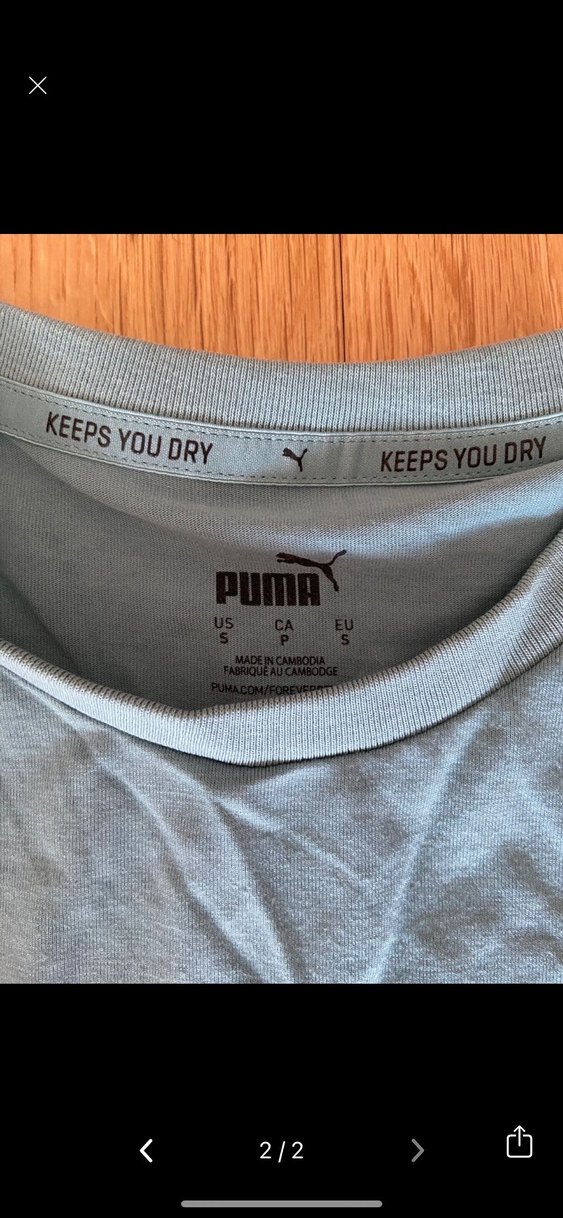 KEEPS YOU DRY KEEPS YOU DRY
PUMA
US CA EU
S P S
MADE IN CAMBODIA
FABRIQUÉ AU CAMBODGE
2 / 2